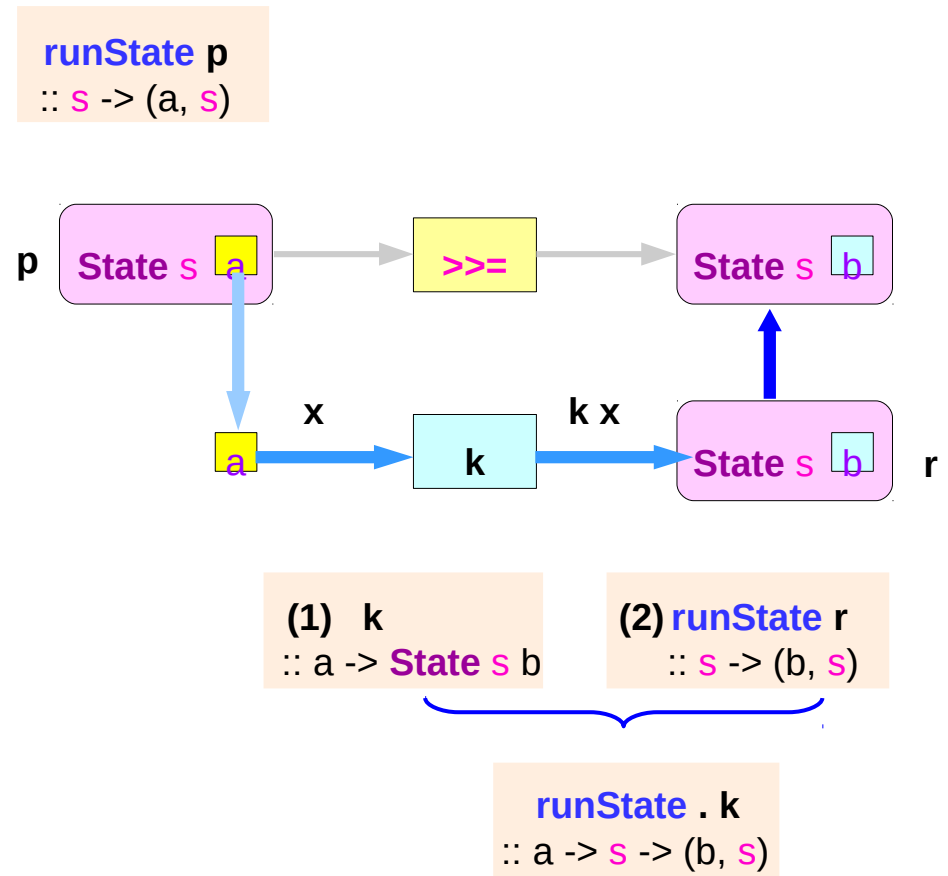 runState p
:: s -> (a, s)
p
State s a
>>=
State s b
x
k x
a
k
State s b
r
(1) k
:: a -> State s b
(2) runState r
:: s -> (b, s)
runState . k
:: a -> s -> (b, s)